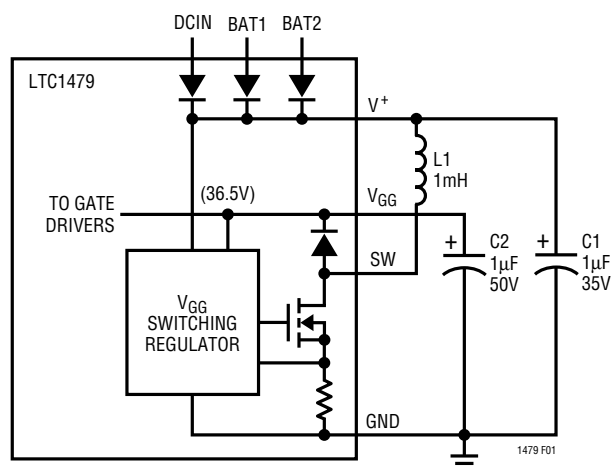 DCIN BAT1 BAT2
LTC1479
V+
L1
1mH
(36.5V)
TO GATE
DRIVERS
VGG
SW
C2
1μF
50V
C1
1μF
35V
VGG
SWITCHING
REGULATOR
GND
1479 F01